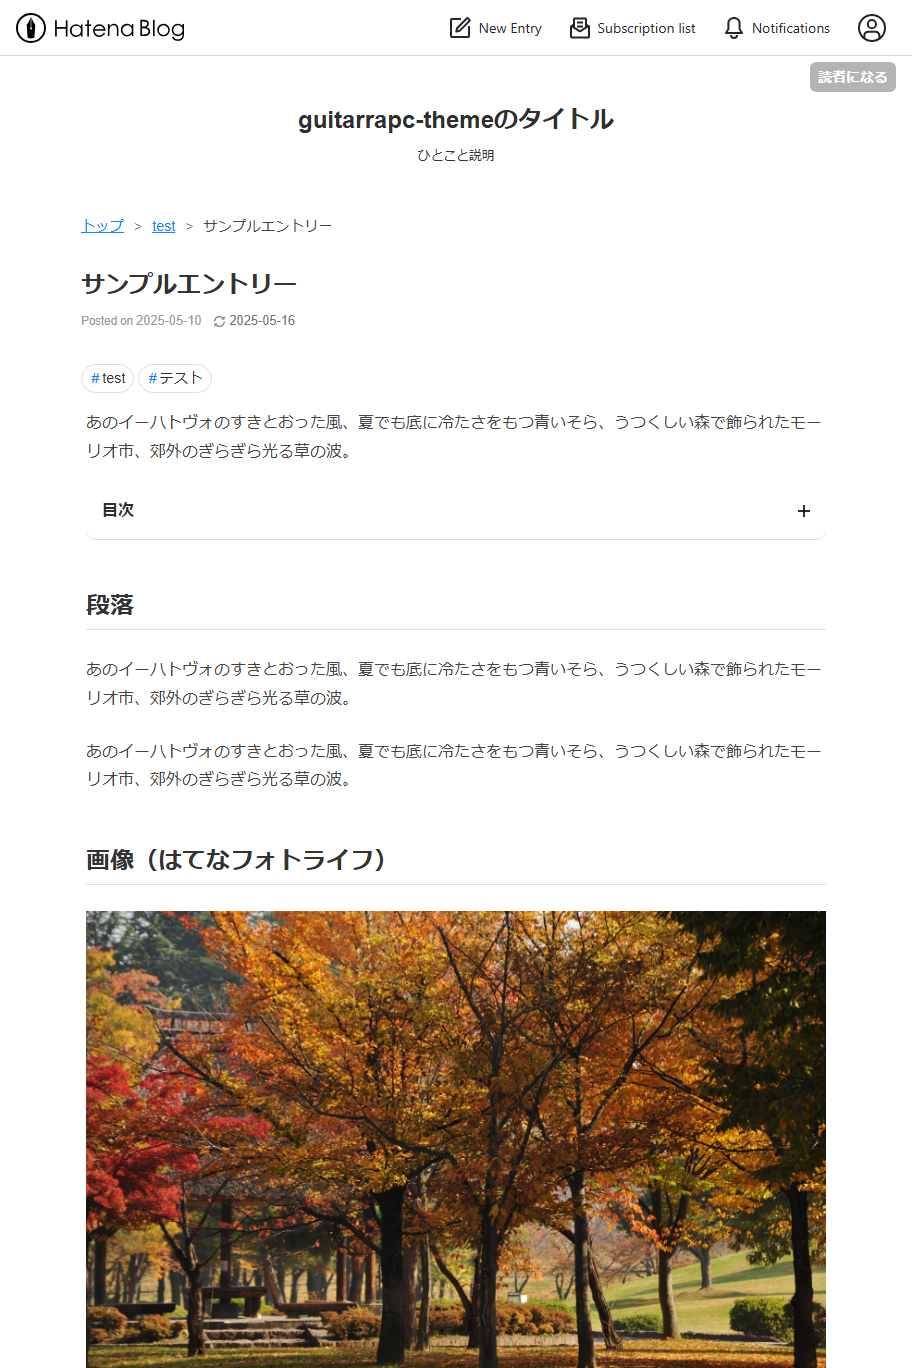 Hatena Blog
New Entry
Subscription list
Notifications
読者になる
guitarrapc-themeのタイトル
ひとこと説明
トップ > test > サンプルエントリー
サンプルエントリー
Posted on 2025-05-10 2025-05-16
#test #テスト
あのイーハトヴォのすきとおった風、夏でも底に冷たさをもつ青いそら、うつくしい森で飾られたモー
リオ市、郊外のぎらぎら光る草の波。
目次 +
段落
あのイーハトヴォのすきとおった風、夏でも底に冷たさをもつ青いそら、うつくしい森で飾られたモー
リオ市、郊外のぎらぎら光る草の波。
あのイーハトヴォのすきとおった風、夏でも底に冷たさをもつ青いそら、うつくしい森で飾られたモー
リオ市、郊外のぎらぎら光る草の波。
画像（はてなフォトライフ）